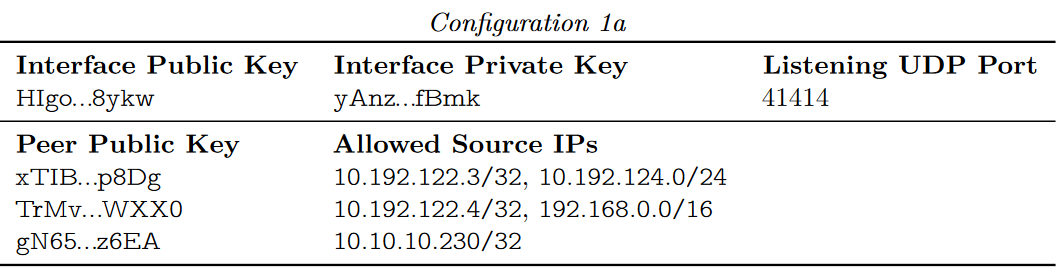 Configuration 1a
Interface Public Key Interface Private Key Listening UDP Port
HIgo...8ykw yAnz...fBmk 41414
Peer Public Key Allowed Source IPs
xTIB...p8Dg 10.192.122.3/32, 10.192.124.0/24
TrMv...WXX0 10.192.122.4/32, 192.168.0.0/16
gN65...z6EA 10.10.10.230/32